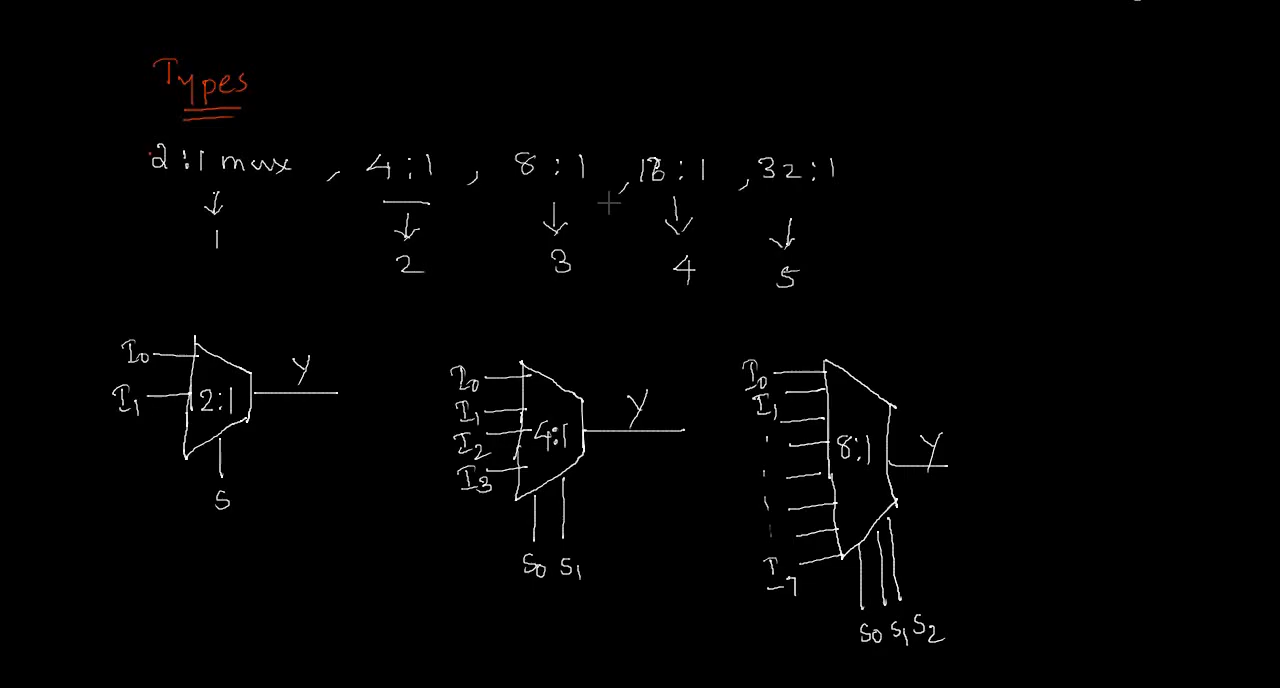 Types
2:1 mux , 4:1 , 8:1 , 16:1 , 32:1
1 2 3 4 5
I0 I1 2:1 Y S
I0 I1 I2 I3 4:1 Y S0 S1
I0 I1 I7 8:1 Y S0 S1 S2